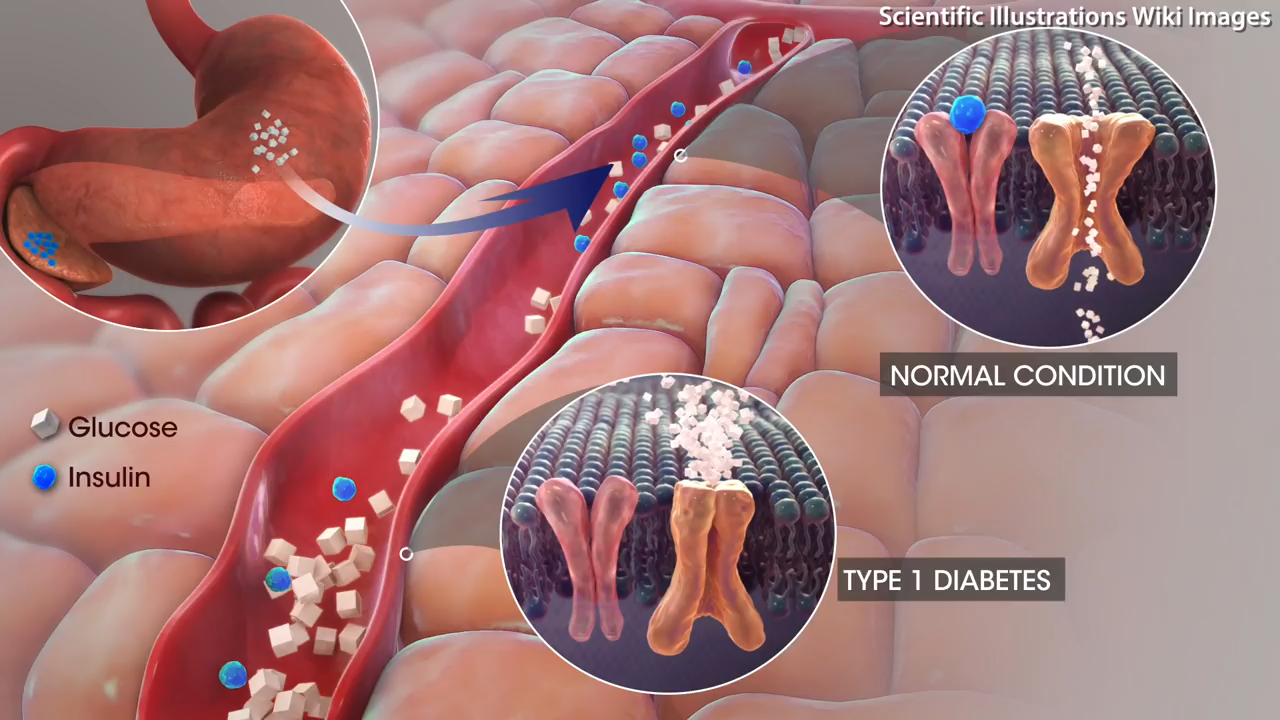 Scientific Illustrations Wiki Images
NORMAL CONDITION
Glucose
Insulin
TYPE 1 DIABETES